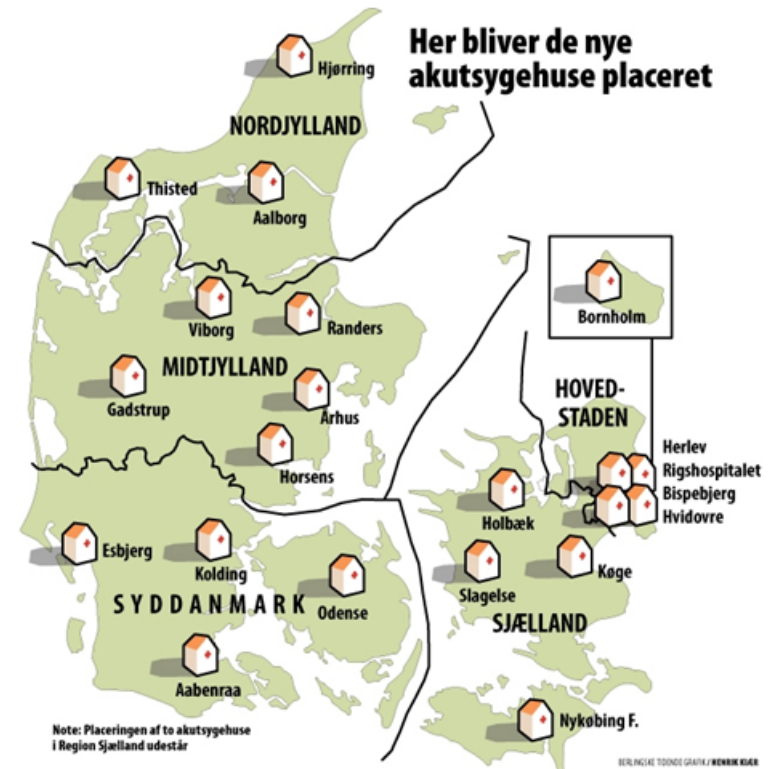 Her bliver de nye
akutsygehuse placeret
Hjørring
NORDJYLLAND
Thisted
Aalborg
Viborg
Randers
MIDTJYLLAND
Gadstrup
Århus
Horsens
Bornholm
HOVED-
STADEN
Herlev
Rigshospitalet
Bispebjerg
Hvidovre
Holbæk
Køge
Slagelse
SJÆLLAND
Nykøbing F.
Esbjerg
Kolding
SYDDANMARK
Odense
Aabenraa
Note: Placeringen af to akutsygehuse
i Region Sjælland udestår
BERLINGSKE TIDENDE GRAFIK / HENRIK KIÆR